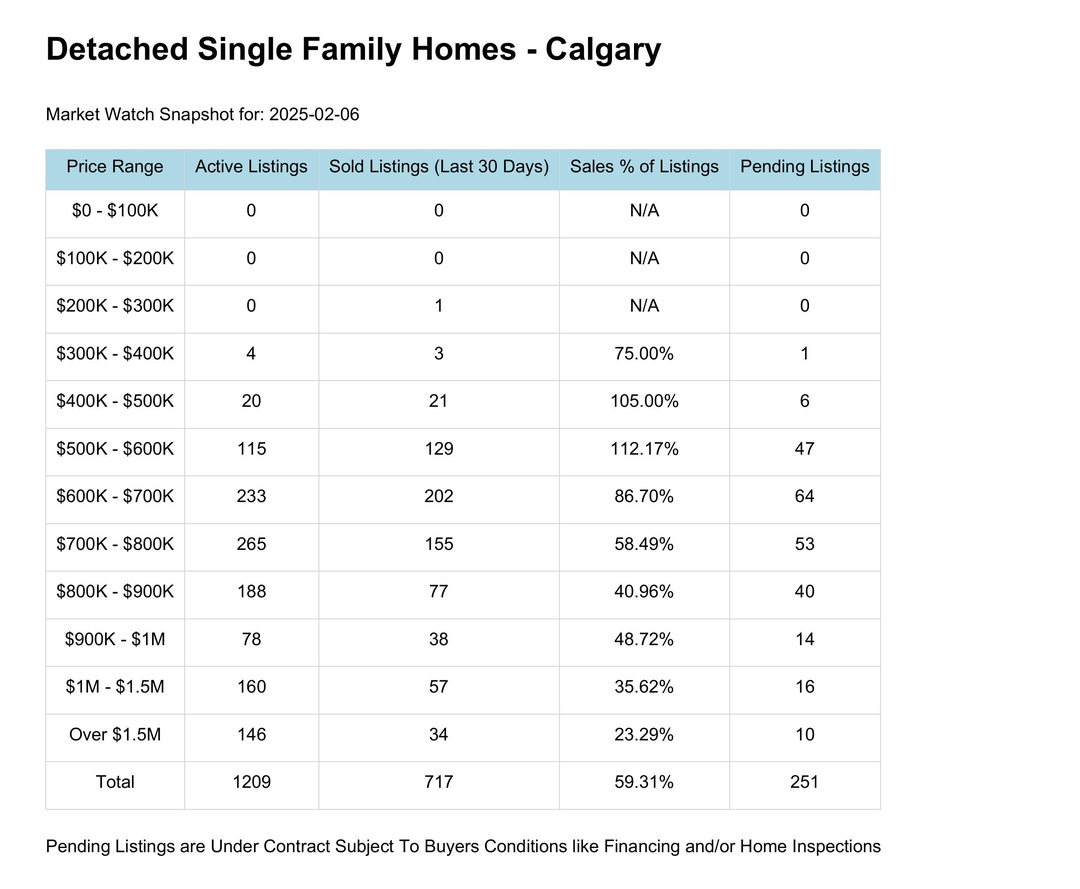 Detached Single Family Homes - Calgary
Market Watch Snapshot for: 2025-02-06
Price Range Active Listings Sold Listings (Last 30 Days) Sales % of Listings Pending Listings
$0 - $100K 0 0 N/A 0
$100K - $200K 0 0 N/A 0
$200K - $300K 0 1 N/A 0
$300K - $400K 4 3 75.00% 1
$400K - $500K 20 21 105.00% 6
$500K - $600K 115 129 112.17% 47
$600K - $700K 233 202 86.70% 64
$700K - $800K 265 155 58.49% 53
$800K - $900K 188 77 40.96% 40
$900K - $1M 78 38 48.72% 14
$1M - $1.5M 160 57 35.62% 16
Over $1.5M 146 34 23.29% 10
Total 1209 717 59.31% 251
Pending Listings are Under Contract Subject To Buyers Conditions like Financing and/or Home Inspections